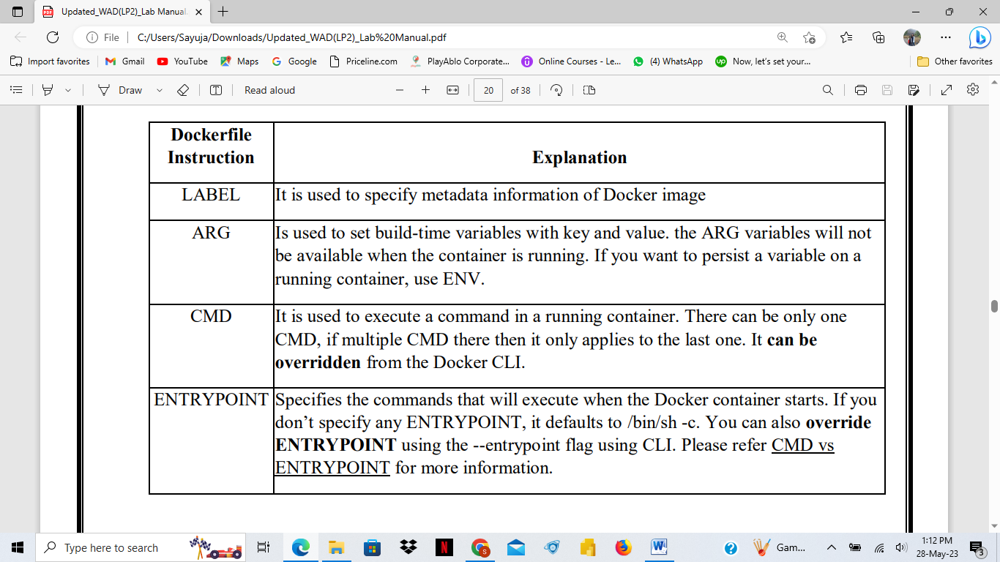 Updated_WAD(LP2)_Lab Manual.
File
C:/Users/Sayuja/Downloads/Updated_WAD(LP2)_Lab%20Manual.pdf
Import favorites
Gmail
YouTube
Maps
Google
Priceline.com
PlayAblo Corporate...
Online Courses - Le...
(4) WhatsApp
Now, let's set your...
Other favorites
Draw
Read aloud
20
of 38
Dockerfile
Instruction
Explanation
LABEL
It is used to specify metadata information of Docker image
ARG
Is used to set build-time variables with key and value. the ARG variables will not
be available when the container is running. If you want to persist a variable on a
running container, use ENV.
CMD
It is used to execute a command in a running container. There can be only one
CMD, if multiple CMD there then it only applies to the last one. It can be
overridden from the Docker CLI.
ENTRYPOINT
Specifies the commands that will execute when the Docker container starts. If you
don’t specify any ENTRYPOINT, it defaults to /bin/sh -c. You can also override
ENTRYPOINT using the --entrypoint flag using CLI. Please refer CMD vs
ENTRYPOINT for more information.
Type here to search
Gam...
1:12 PM
28-May-23
3